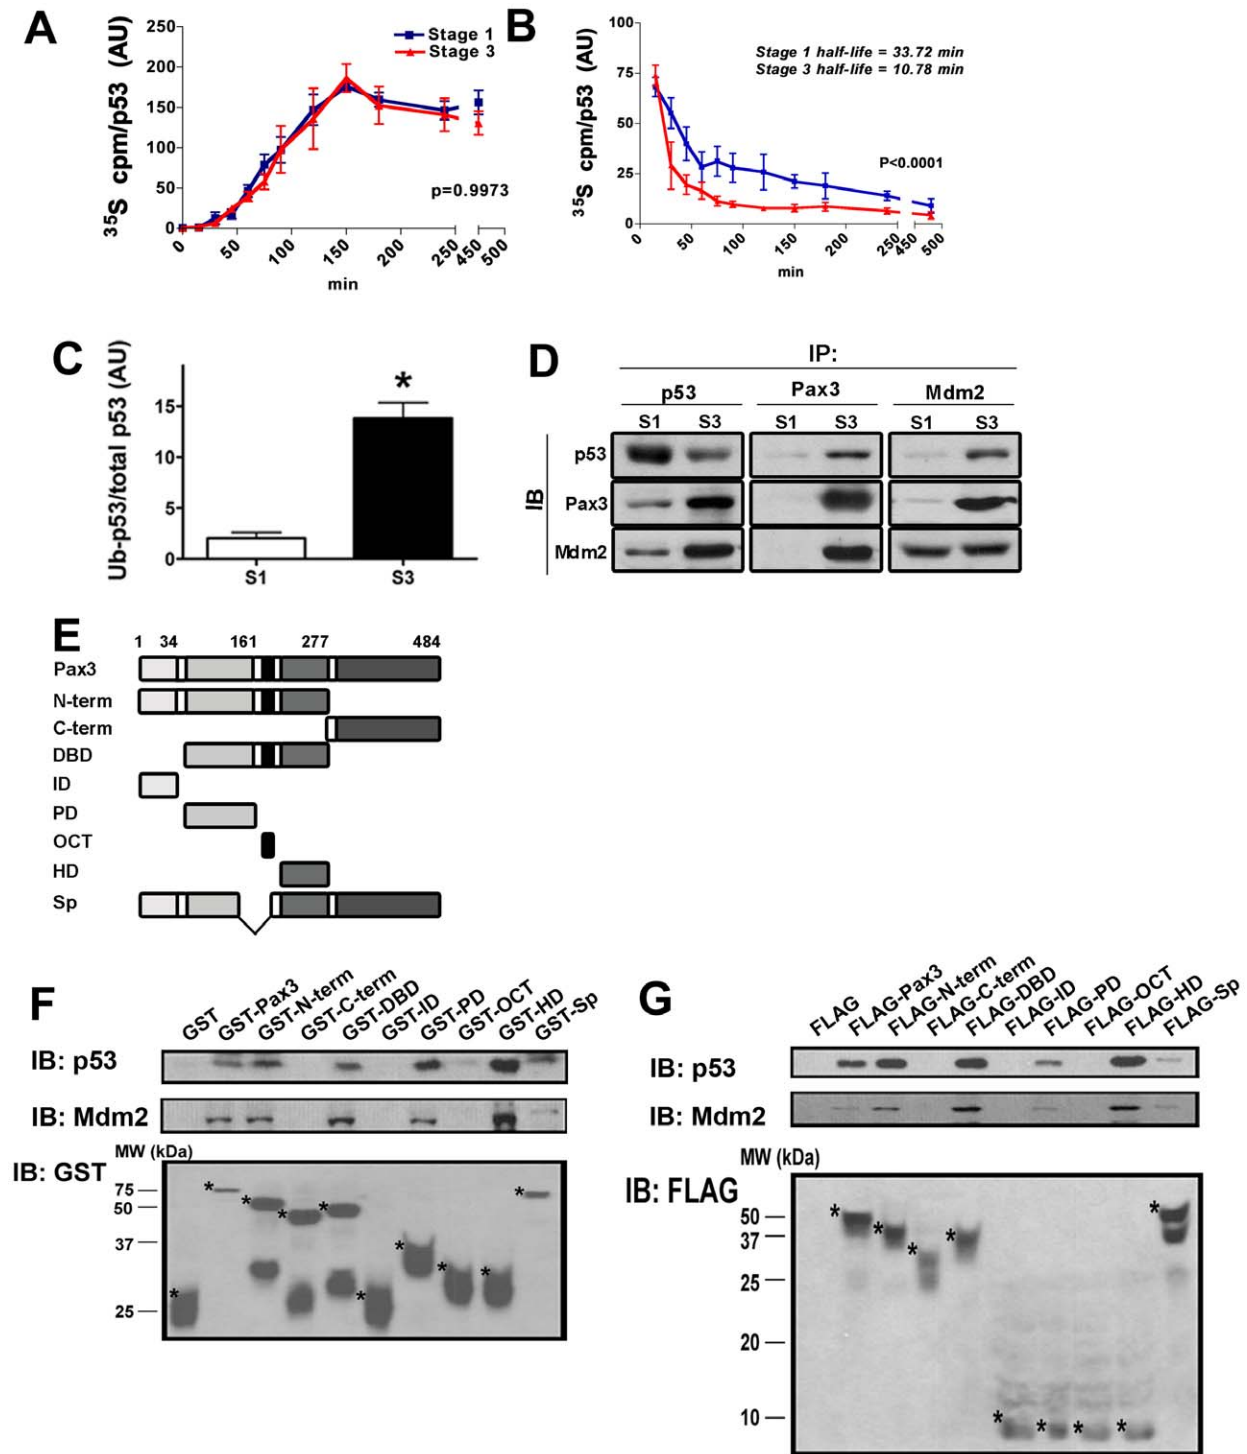 A
35S cpm/p53 (AU)
250
200
150
100
50
0
Stage 1
Stage 3
p=0.9973
0 50 100 150 200 250 450 500
min
B
35S cpm/p53 (AU)
100
75
50
25
0
Stage 1 half-life = 33.72 min
Stage 3 half-life = 10.78 min
P<0.0001
0 50 100 150 200 250 450 500
min
C
Ub-p53/total p53 (AU)
15
10
5
0
*
S1 S3
D
IP:
p53 Pax3 Mdm2
S1 S3 S1 S3 S1 S3
IB
p53
Pax3
Mdm2
E
1 34 161 277 484
Pax3
N-term
C-term
DBD
ID
PD
OCT
HD
Sp
F
GST GST-Pax3 GST-N-term GST-C-term GST-DBD GST-ID GST-PD GST-OCT GST-HD GST-Sp
IB: p53
IB: Mdm2
MW (kDa)
IB: GST
75
50
37
25
* * * * * * * * * *
G
FLAG FLAG-Pax3 FLAG-N-term FLAG-C-term FLAG-DBD FLAG-ID FLAG-PD FLAG-OCT FLAG-HD FLAG-Sp
IB: p53
IB: Mdm2
MW (kDa)
IB: FLAG
50
37
25
20
10
* * * * * * * * *